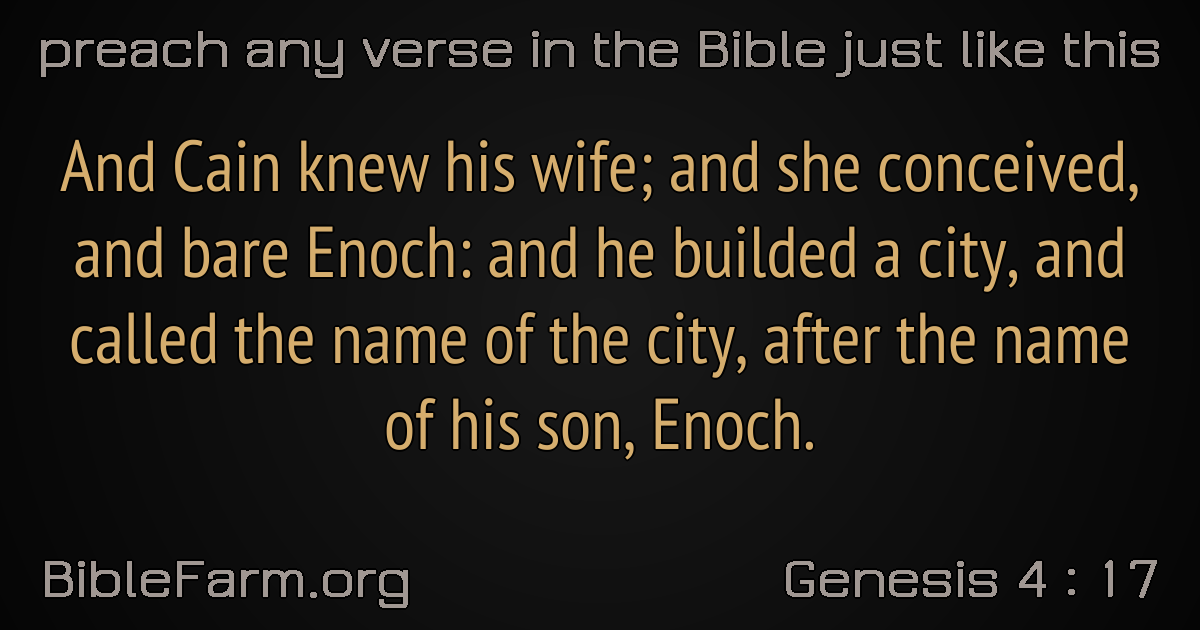 preach any verse in the Bible just like this
And Cain knew his wife; and she conceived,
and bare Enoch: and he builded a city, and
called the name of the city, after the name
of his son, Enoch.
BibleFarm.org
Genesis 4 : 17